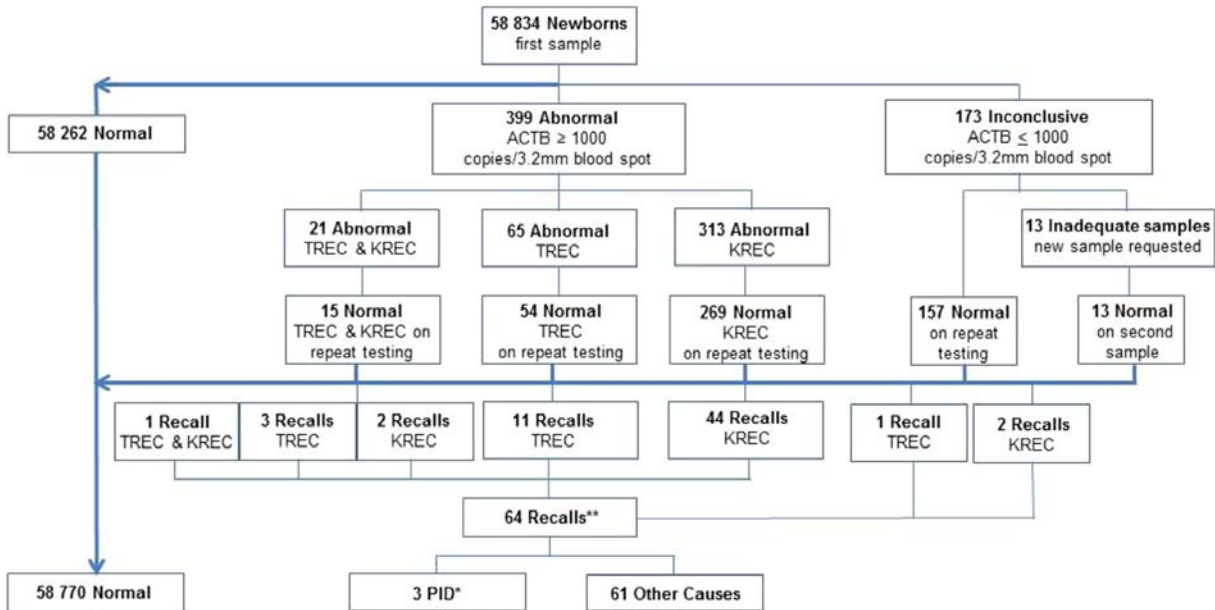 58 834 Newborns
first sample
58 262 Normal
399 Abnormal
ACTB ≥ 1000
copies/3.2mm blood spot
173 Inconclusive
ACTB ≤ 1000
copies/3.2mm blood spot
21 Abnormal
TREC & KREC
65 Abnormal
TREC
313 Abnormal
KREC
13 Inadequate samples
new sample requested
15 Normal
TREC & KREC on
repeat testing
54 Normal
TREC
on repeat testing
269 Normal
KREC
on repeat testing
157 Normal
on repeat
testing
13 Normal
on second
sample
1 Recall
TREC & KREC
3 Recalls
TREC
2 Recalls
KREC
11 Recalls
TREC
44 Recalls
KREC
1 Recall
TREC
2 Recalls
KREC
64 Recalls**
58 770 Normal
3 PID*
61 Other Causes